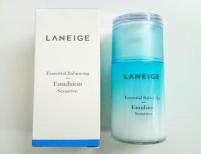 LANEIGE
Essential Balancing
Emulsion
Sensitive
LANEIGE
Essential Balancing
Emulsion
Sensitive